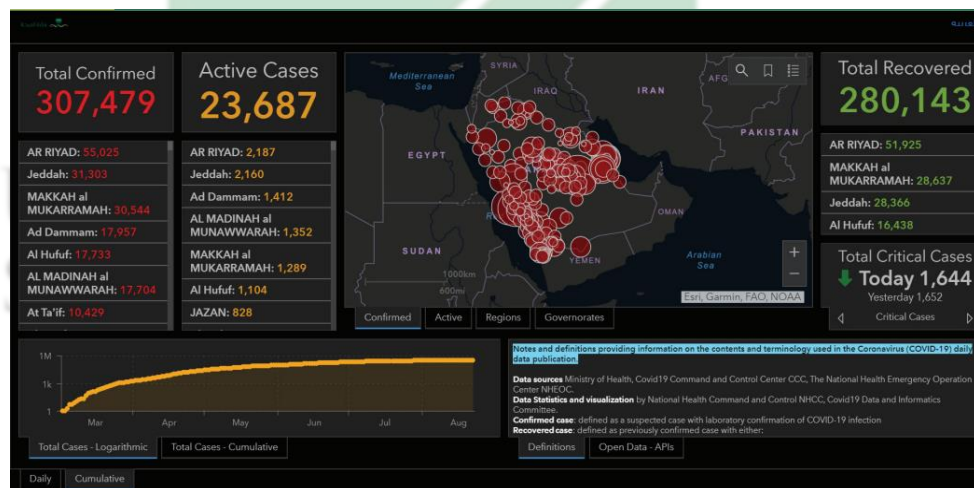 Total Confirmed
307,479
AR RIYAD: 55,025
Jeddah: 31,303
MAKKAH al
MUKARRAMAH: 30,544
Ad Dammam: 17,957
Al Hufuf: 17,733
AL MADINAH al
MUNAWWARAH: 17,704
At Ta'if: 10,429
Active Cases
23,687
AR RIYAD: 2,187
Jeddah: 2,160
Ad Dammam: 1,412
AL MADINAH al
MUNAWWARAH: 1,352
MAKKAH al
MUKARRAMAH: 1,289
Al Hufuf: 1,104
JAZAN: 828
Mediterranean
Sea
SYRIA
IRAQ
IRAN
AFG
PAKISTAN
EGYPT
OMAN
SUDAN
YEMEN
Arabian
Sea
1000km
600mi
+
−
Esri, Garmin, FAO, NOAA
Confirmed
Active
Regions
Governorates
Total Recovered
280,143
AR RIYAD: 51,925
MAKKAH al
MUKARRAMAH: 28,637
Jeddah: 28,366
Al Hufuf: 16,438
Total Critical Cases
Today 1,644
Yesterday 1,652
Critical Cases
1M
1k
1
Mar Apr May Jun Jul Aug
Total Cases - Logarithmic
Total Cases - Cumulative
Notes and definitions providing information on the contents and terminology used in the Coronavirus (COVID-19) daily
data publication.
Data sources Ministry of Health, Covid19 Command and Control Center CCC, The National Health Emergency Operation
Center NHEOC.
Data Statistics and visualization by National Health Command and Control NHCC, Covid19 Data and Informatics
Committee.
Confirmed case: defined as a suspected case with laboratory confirmation of COVID-19 infection
Recovered case: defined as previously confirmed case with either:
Definitions
Open Data - APIs
Daily
Cumulative